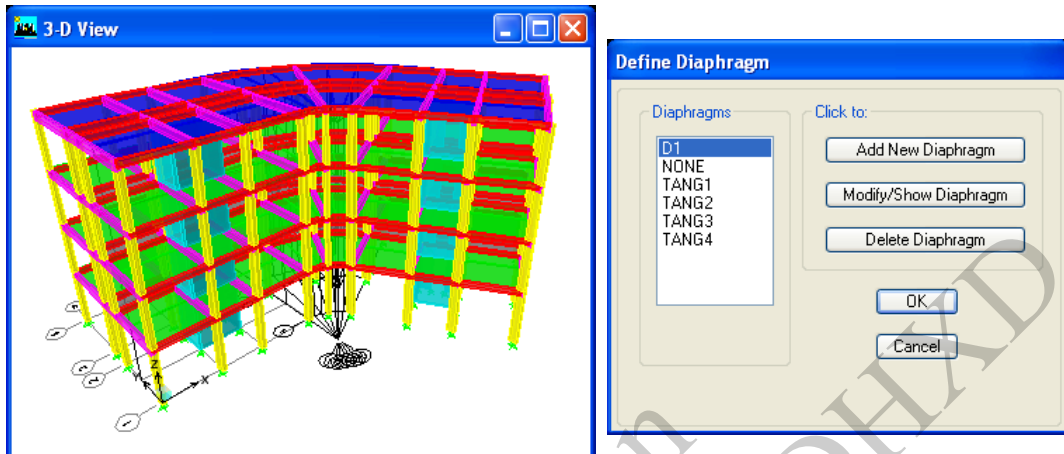 3-D View
Z
X
Define Diaphragm
Diaphragms
D1
NONE
TANG1
TANG2
TANG3
TANG4
Click to:
Add New Diaphragm
Modify/Show Diaphragm
Delete Diaphragm
OK
Cancel
n
ĐHXD